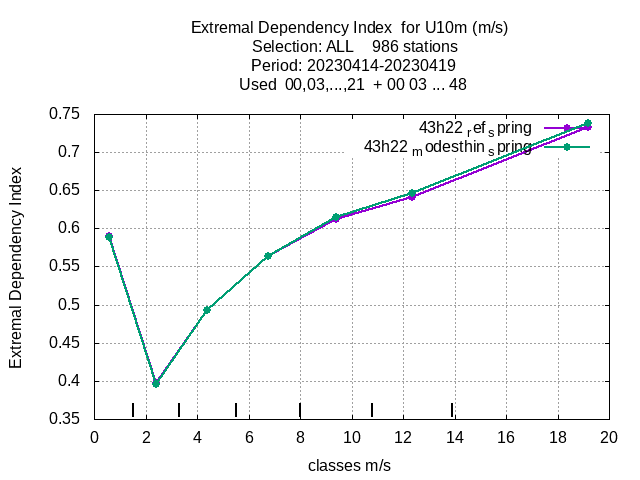 Extremal Dependency Index  for U10m (m/s)
Selection: ALL    986 stations
Period: 20230414-20230419
Used  00,03,...,21  + 00 03 ... 48
43h22 ref spring
43h22 modesthin spring
Extremal Dependency Index
0.75
0.7
0.65
0.6
0.55
0.5
0.45
0.4
0.35
0 2 4 6 8 10 12 14 16 18 20
classes m/s